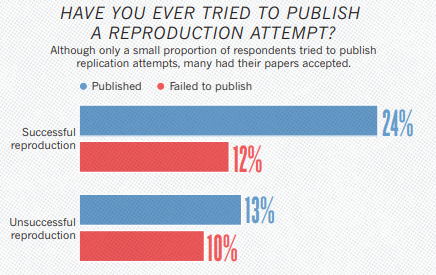 HAVE YOU EVER TRIED TO PUBLISH
A REPRODUCTION ATTEMPT?
Although only a small proportion of respondents tried to publish
replication attempts, many had their papers accepted.
Published Failed to publish
Successful
reproduction
24%
12%
Unsuccessful
reproduction
13%
10%